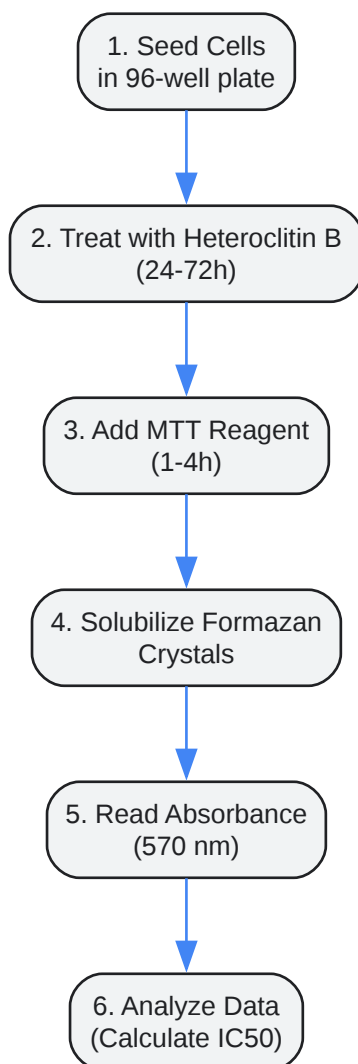 1. Seed Cells
in 96-well plate
2. Treat with Heteroclitin B
(24-72h)
3. Add MTT Reagent
(1-4h)
4. Solubilize Formazan
Crystals
5. Read Absorbance
(570 nm)
6. Analyze Data
(Calculate IC50)